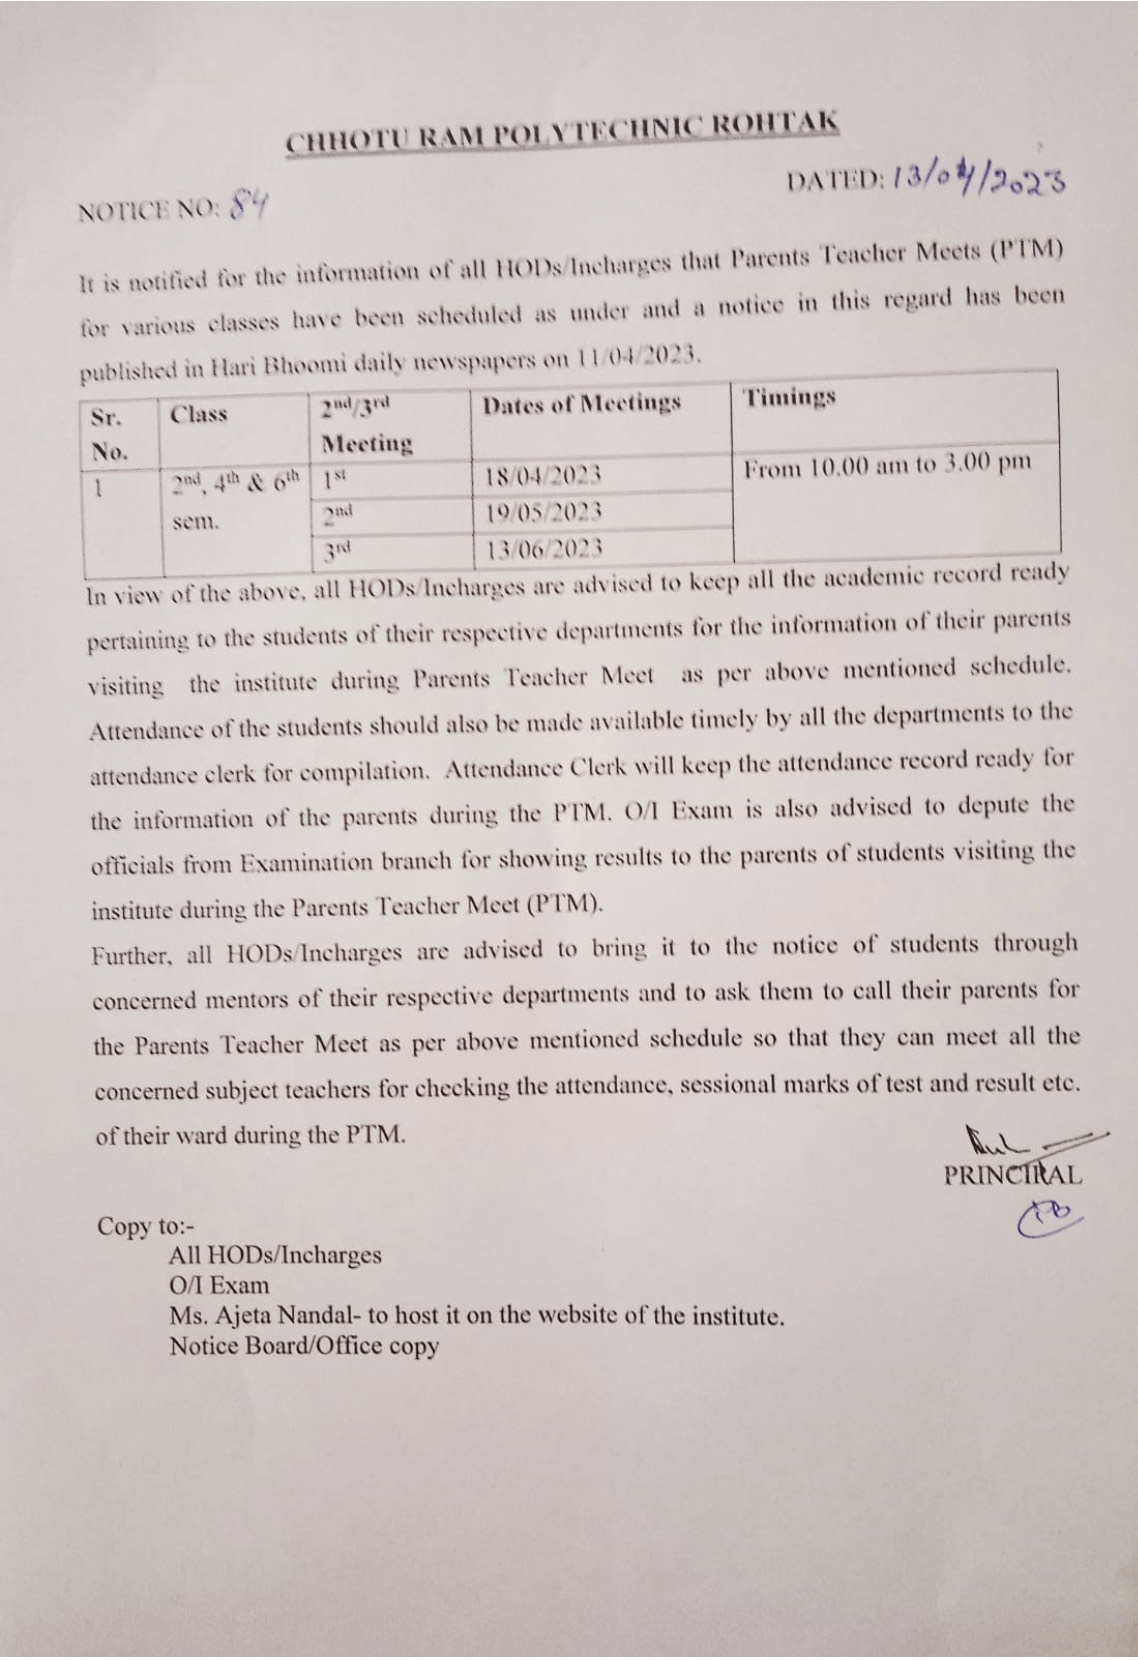 CHHOTU RAM POLYTECHNIC ROHTAK
DATED: 13/04/2023
NOTICE NO: 84
It is notified for the information of all HODs/Incharges that Parents Teacher Meets (PTM)
for various classes have been scheduled as under and a notice in this regard has been
published in Hari Bhoomi daily newspapers on 11/04/2023.
Sr. No. Class 2nd/3rd Meeting Dates of Meetings Timings
1 2nd, 4th & 6th sem. 1st 18/04/2023 From 10.00 am to 3.00 pm
2nd 19/05/2023
3rd 13/06/2023
In view of the above, all HODs/Incharges are advised to keep all the academic record ready
pertaining to the students of their respective departments for the information of their parents
visiting the institute during Parents Teacher Meet as per above mentioned schedule.
Attendance of the students should also be made available timely by all the departments to the
attendance clerk for compilation. Attendance Clerk will keep the attendance record ready for
the information of the parents during the PTM. O/I Exam is also advised to depute the
officials from Examination branch for showing results to the parents of students visiting the
institute during the Parents Teacher Meet (PTM).
Further, all HODs/Incharges are advised to bring it to the notice of students through
concerned mentors of their respective departments and to ask them to call their parents for
the Parents Teacher Meet as per above mentioned schedule so that they can meet all the
concerned subject teachers for checking the attendance, sessional marks of test and result etc.
of their ward during the PTM.
PRINCIPAL
Copy to:-
All HODs/Incharges
O/I Exam
Ms. Ajeta Nandal- to host it on the website of the institute.
Notice Board/Office copy